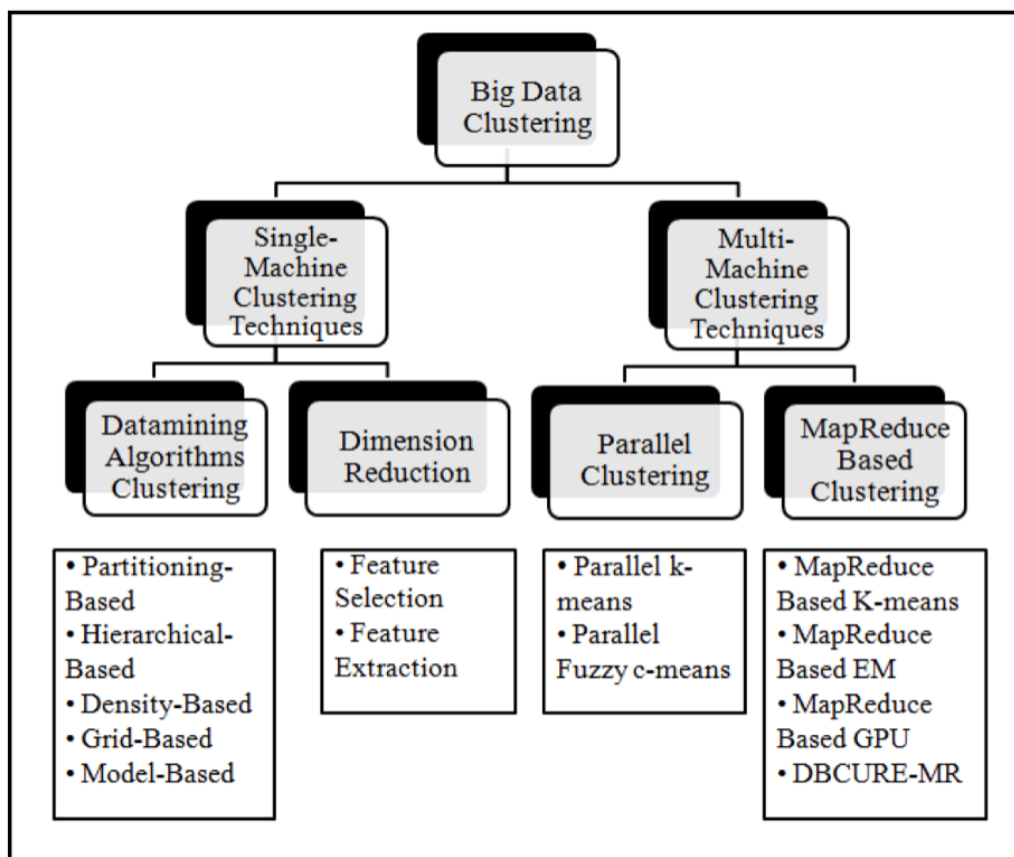 Big Data
Clustering
Single-
Machine
Clustering
Techniques
Multi-
Machine
Clustering
Techniques
Datamining
Algorithms
Clustering
Dimension
Reduction
Parallel
Clustering
MapReduce
Based
Clustering
• Partitioning-
Based
• Hierarchical-
Based
• Density-Based
• Grid-Based
• Model-Based
• Feature
Selection
• Feature
Extraction
• Parallel k-
means
• Parallel
Fuzzy c-means
• MapReduce
Based K-means
• MapReduce
Based EM
• MapReduce
Based GPU
• DBCURE-MR